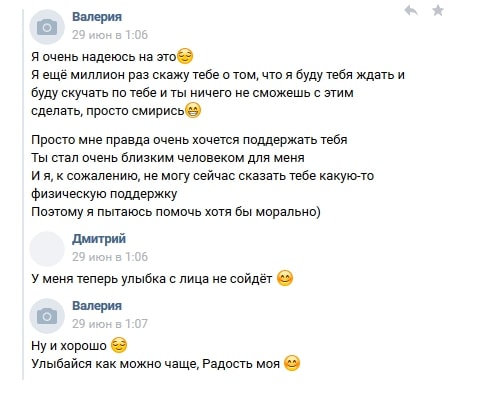 Валерия
29 июн в 1:06
Я очень надеюсь на это😌
Я ещё миллион раз скажу тебе о том, что я буду тебя ждать и
буду скучать по тебе и ты ничего не сможешь с этим
сделать, просто смирись😁
Просто мне правда очень хочется поддержать тебя
Ты стал очень близким человеком для меня
И я, к сожалению, не могу сейчас сказать тебе какую-то
физическую поддержку
Поэтому я пытаюсь помочь хотя бы морально)
Дмитрий
29 июн в 1:06
У меня теперь улыбка с лица не сойдёт 😊
Валерия
29 июн в 1:07
Ну и хорошо 😌
Улыбайся как можно чаще, Радость моя 😊